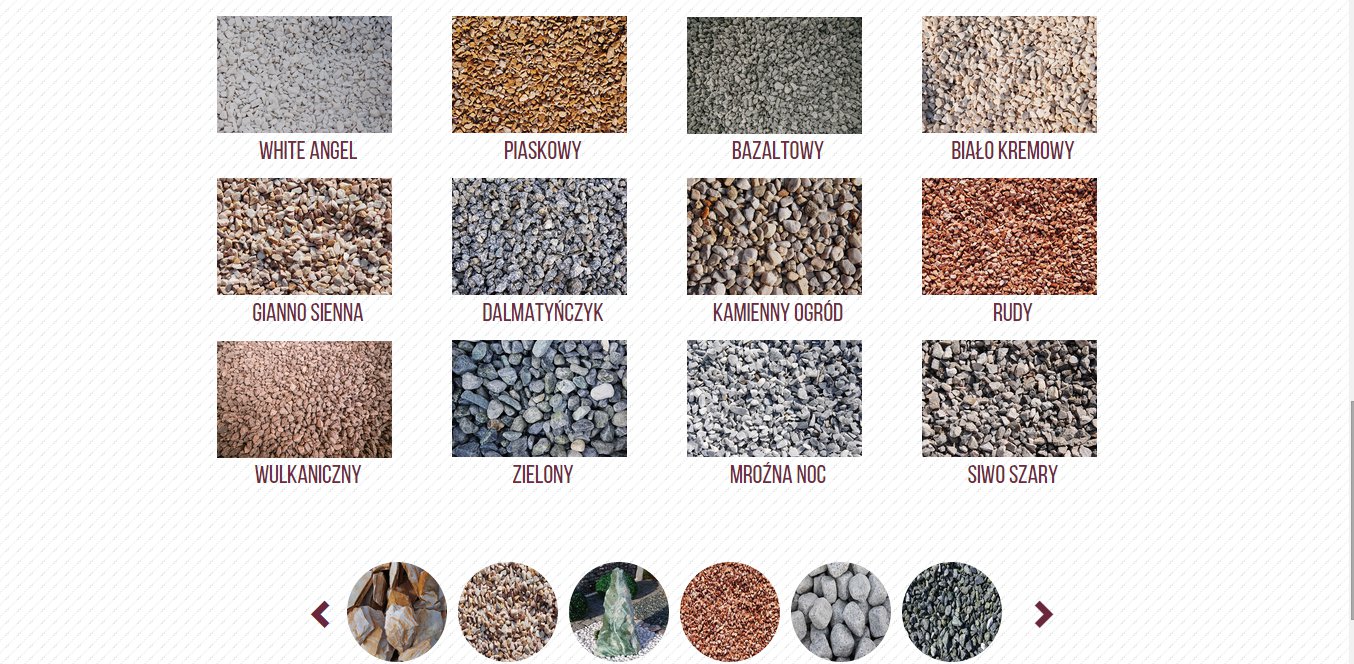 WHITE ANGEL
PIASKOWY
BAZALTOWY
BIAŁO KREMOWY
GIANNO SIENNA
DALMATYŃCZYK
KAMIENNY OGRÓD
RUDY
WULKANICZNY
ZIELONY
MROŹNA NOC
SIWO SZARY